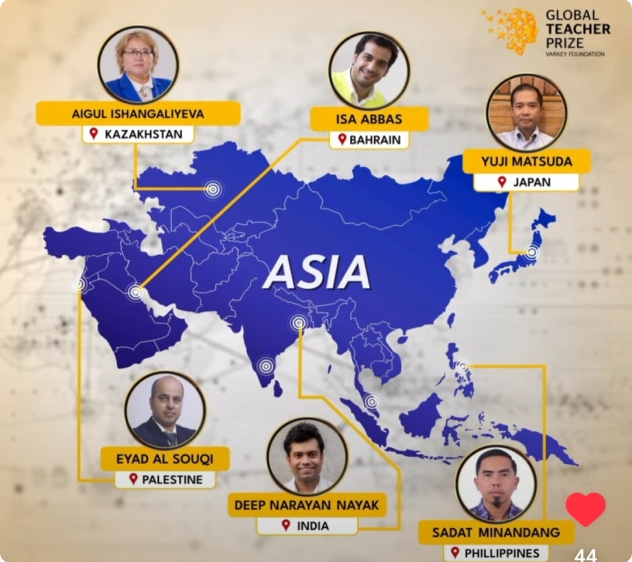 GLOBAL
TEACHER
PRIZE
VARKEY FOUNDATION
AIGUL ISHANGALIYEVA
KAZAKHSTAN
ISA ABBAS
BAHRAIN
YUJI MATSUDA
JAPAN
ASIA
EYAD AL SOUQI
PALESTINE
DEEP NARAYAN NAYAK
INDIA
SADAT MINANDANG
PHILLIPPINES
44